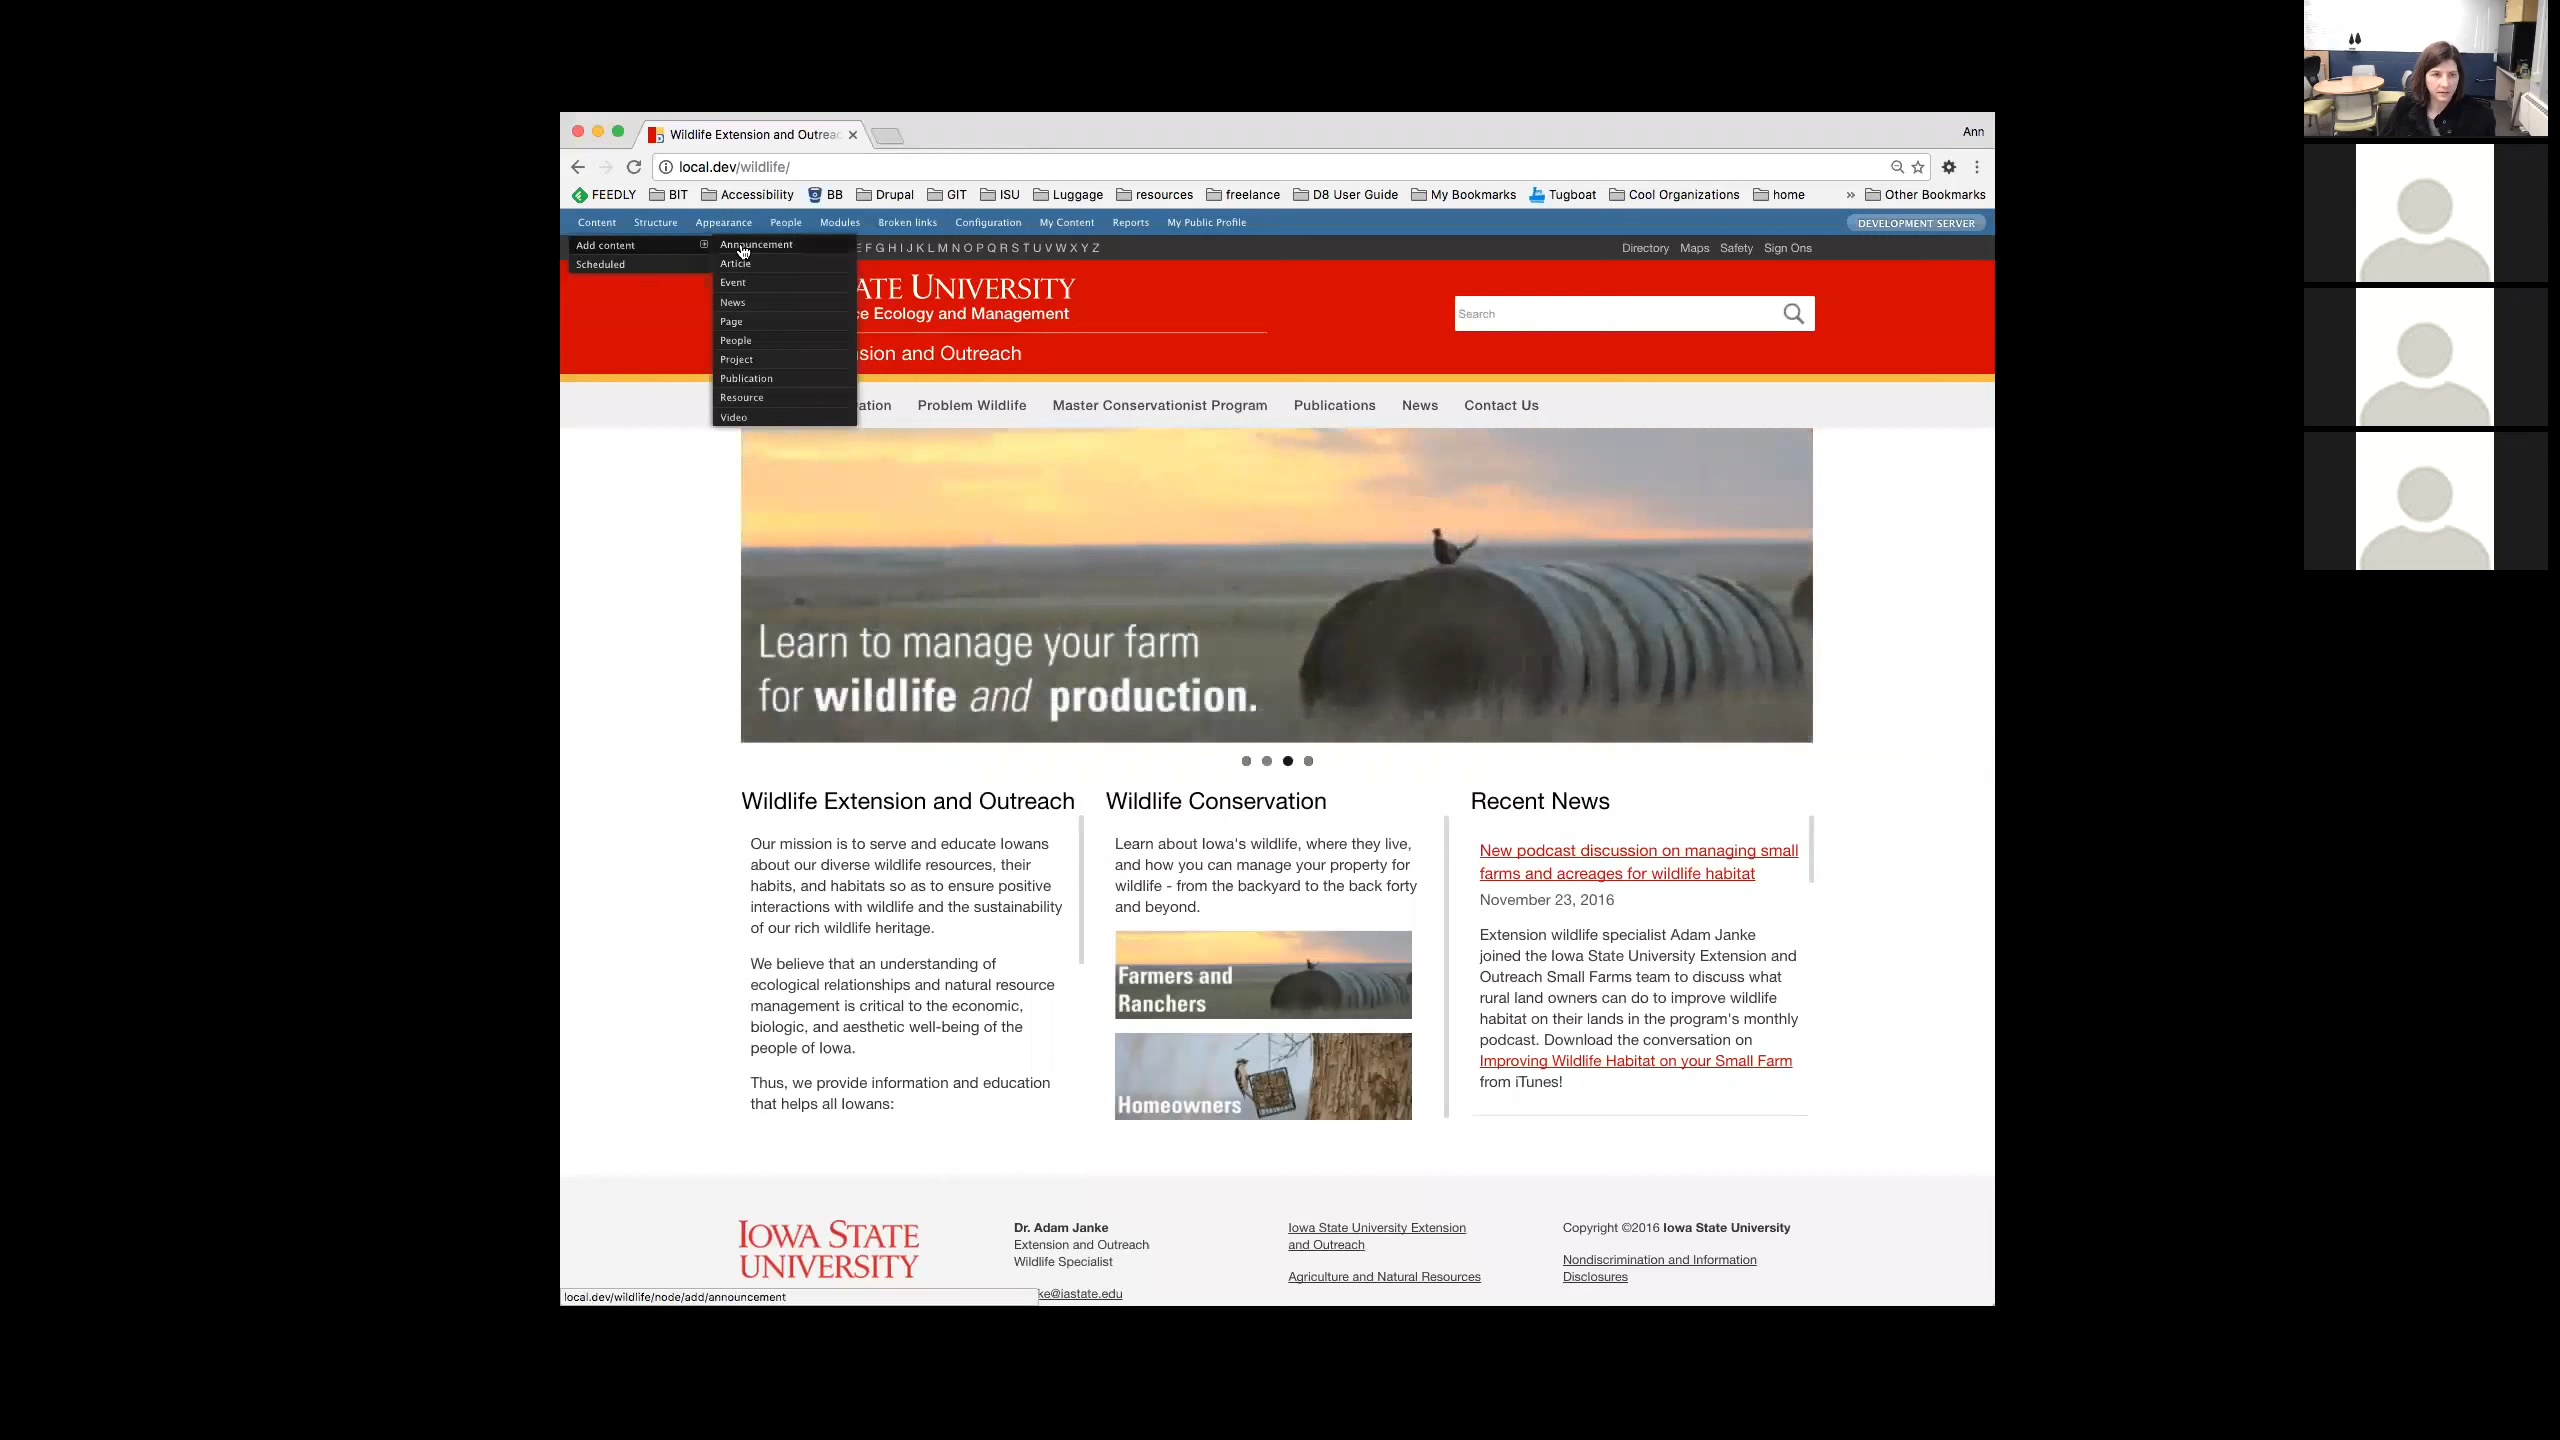 Wildlife Extension and Outreac
Ann
local.dev/wildlife/
FEEDLY BIT Accessibility BB Drupal GIT ISU Luggage resources freelance D8 User Guide My Bookmarks Tugboat Cool Organizations home » Other Bookmarks
Content Structure Appearance People Modules Broken links Configuration My Content Reports My Public Profile DEVELOPMENT SERVER
Add content
Scheduled
Announcement
Article
Event
News
Page
People
Project
Publication
Resource
Video
E F G H I J K L M N O P Q R S T U V W X Y Z Directory Maps Safety Sign Ons
ATE UNIVERSITY
ce Ecology and Management
Search
sion and Outreach
ation Problem Wildlife Master Conservationist Program Publications News Contact Us
Learn to manage your farm
for wildlife and production.
Wildlife Extension and Outreach
Our mission is to serve and educate Iowans
about our diverse wildlife resources, their
habits, and habitats so as to ensure positive
interactions with wildlife and the sustainability
of our rich wildlife heritage.
We believe that an understanding of
ecological relationships and natural resource
management is critical to the economic,
biologic, and aesthetic well-being of the
people of Iowa.
Thus, we provide information and education
that helps all Iowans:
Wildlife Conservation
Learn about Iowa's wildlife, where they live,
and how you can manage your property for
wildlife - from the backyard to the back forty
and beyond.
Farmers and
Ranchers
Homeowners
Recent News
New podcast discussion on managing small
farms and acreages for wildlife habitat
November 23, 2016
Extension wildlife specialist Adam Janke
joined the Iowa State University Extension and
Outreach Small Farms team to discuss what
rural land owners can do to improve wildlife
habitat on their lands in the program's monthly
podcast. Download the conversation on
Improving Wildlife Habitat on your Small Farm
from iTunes!
IOWA STATE
UNIVERSITY
Dr. Adam Janke
Extension and Outreach
Wildlife Specialist
ke@iastate.edu
Iowa State University Extension
and Outreach
Agriculture and Natural Resources
Copyright ©2016 Iowa State University
Nondiscrimination and Information
Disclosures
local.dev/wildlife/node/add/announcement